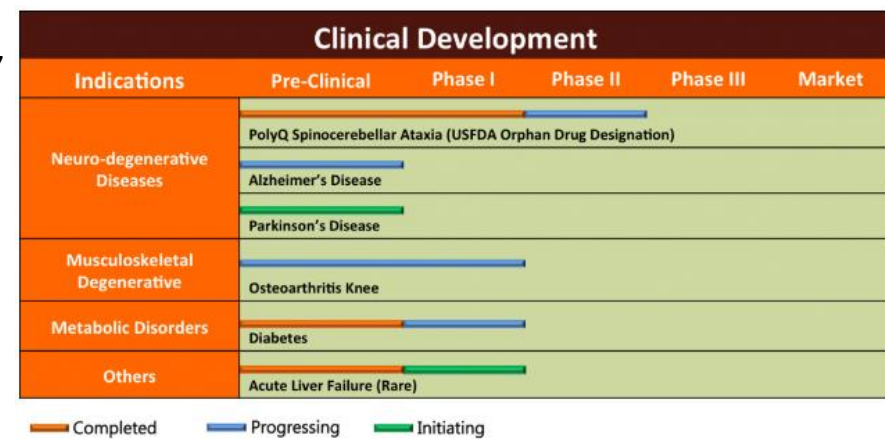 Clinical Development
Indications Pre-Clinical Phase I Phase II Phase III Market
Neuro-degenerative
Diseases
PolyQ Spinocerebellar Ataxia (USFDA Orphan Drug Designation)
Alzheimer's Disease
Parkinson's Disease
Musculoskeletal
Degenerative
Osteoarthritis Knee
Metabolic Disorders
Diabetes
Others
Acute Liver Failure (Rare)
Completed Progressing Initiating